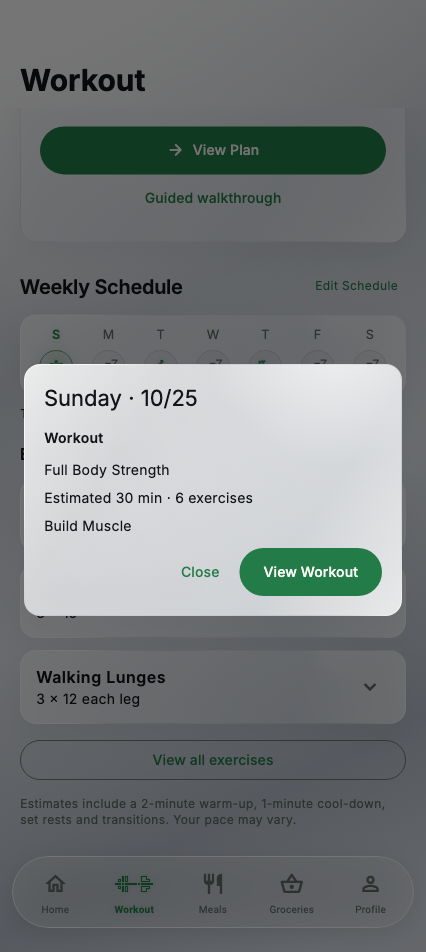 Workout
→ View Plan
Guided walkthrough
Weekly Schedule
Edit Schedule
S M T W T F S
Sunday · 10/25
Workout
Full Body Strength
Estimated 30 min · 6 exercises
Build Muscle
Close
View Workout
Walking Lunges
3 × 12 each leg
View all exercises
Estimates include a 2-minute warm-up, 1-minute cool-down,
set rests and transitions. Your pace may vary.
Home Workout Meals Groceries Profile